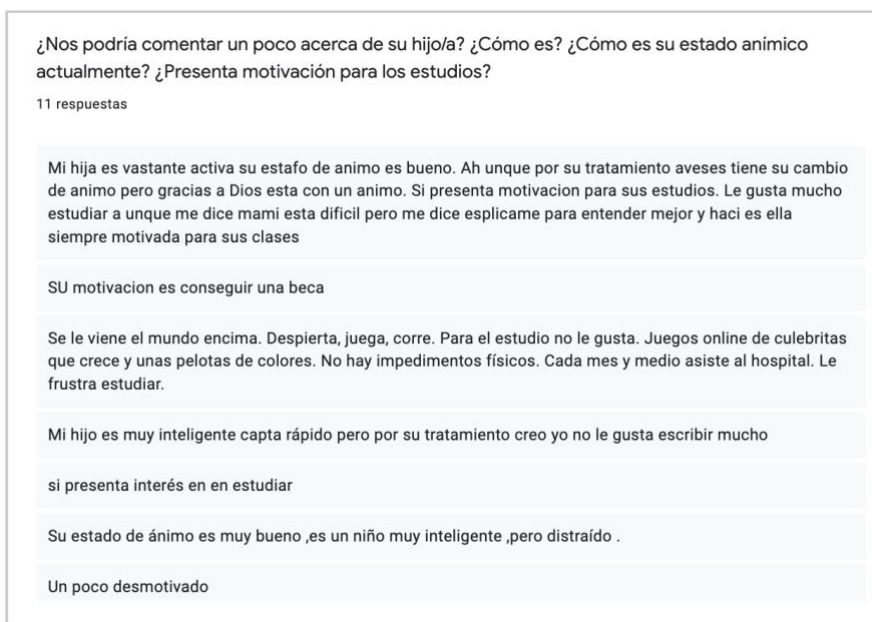 ¿Nos podría comentar un poco acerca de su hijo/a? ¿Cómo es? ¿Cómo es su estado anímico
actualmente? ¿Presenta motivación para los estudios?
11 respuestas
Mi hija es vastante activa su estafo de animo es bueno. Ah unque por su tratamiento aveses tiene su cambio
de animo pero gracias a Dios esta con un animo. Si presenta motivacion para sus estudios. Le gusta mucho
estudiar a unque me dice mami esta dificil pero me dice esplicame para entender mejor y haci es ella
siempre motivada para sus clases
SU motivacion es conseguir una beca
Se le viene el mundo encima. Despierta, juega, corre. Para el estudio no le gusta. Juegos online de culebritas
que crece y unas pelotas de colores. No hay impedimentos físicos. Cada mes y medio asiste al hospital. Le
frustra estudiar.
Mi hijo es muy inteligente capta rápido pero por su tratamiento creo yo no le gusta escribir mucho
si presenta interés en en estudiar
Su estado de ánimo es muy bueno ,es un niño muy inteligente ,pero distraído .
Un poco desmotivado